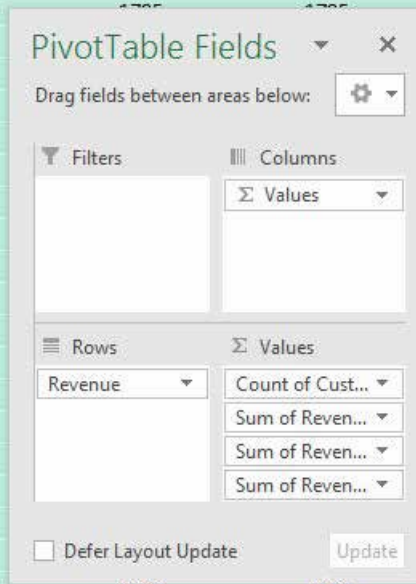 PivotTable Fields
Drag fields between areas below:
Filters
Columns
Σ Values
Rows
Σ Values
Revenue
Count of Cust...
Sum of Reven...
Sum of Reven...
Sum of Reven...
Defer Layout Update
Update